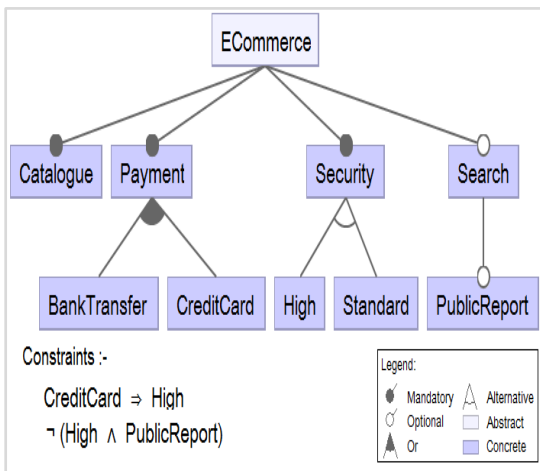 ECommerce
Catalogue Payment Security Search
BankTransfer CreditCard High Standard PublicReport
Constraints :-
CreditCard ⇒ High
¬ (High ∧ PublicReport)
Legend:
Mandatory Alternative
Optional Abstract
Or Concrete